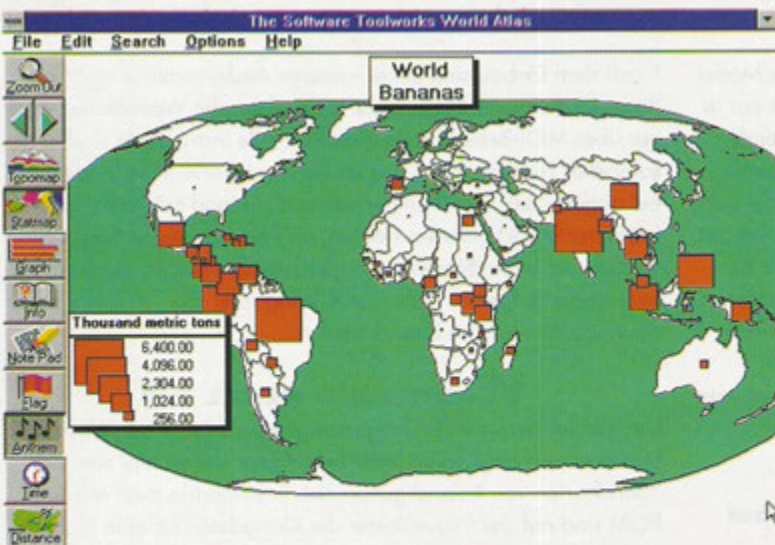 The Software Toolworks World Atlas
File Edit Search Options Help
World
Bananas
Zoom Out
Topomap
Statmap
Graph
Info
Note Pad
Flag
Anthem
Time
Distance
Thousand metric tons
6,400.00
4,096.00
2,304.00
1,024.00
256.00